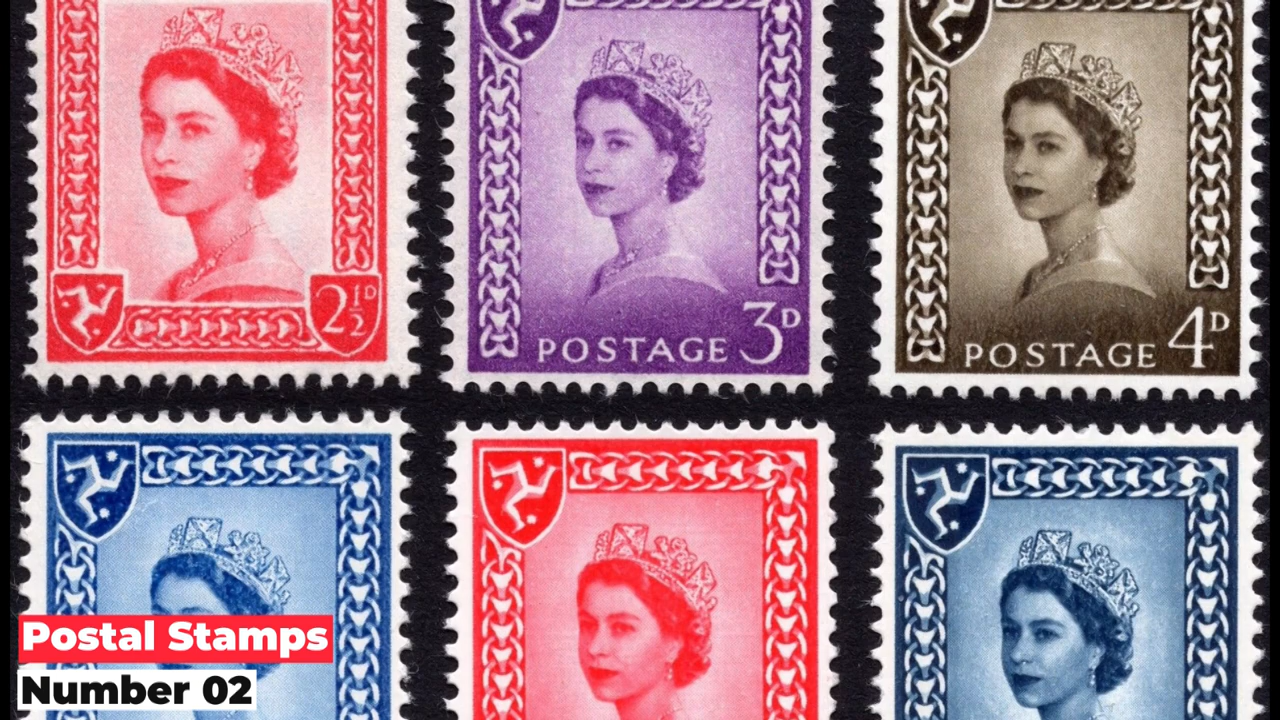 2½D
POSTAGE 3D
POSTAGE 4D
Postal Stamps
Number 02